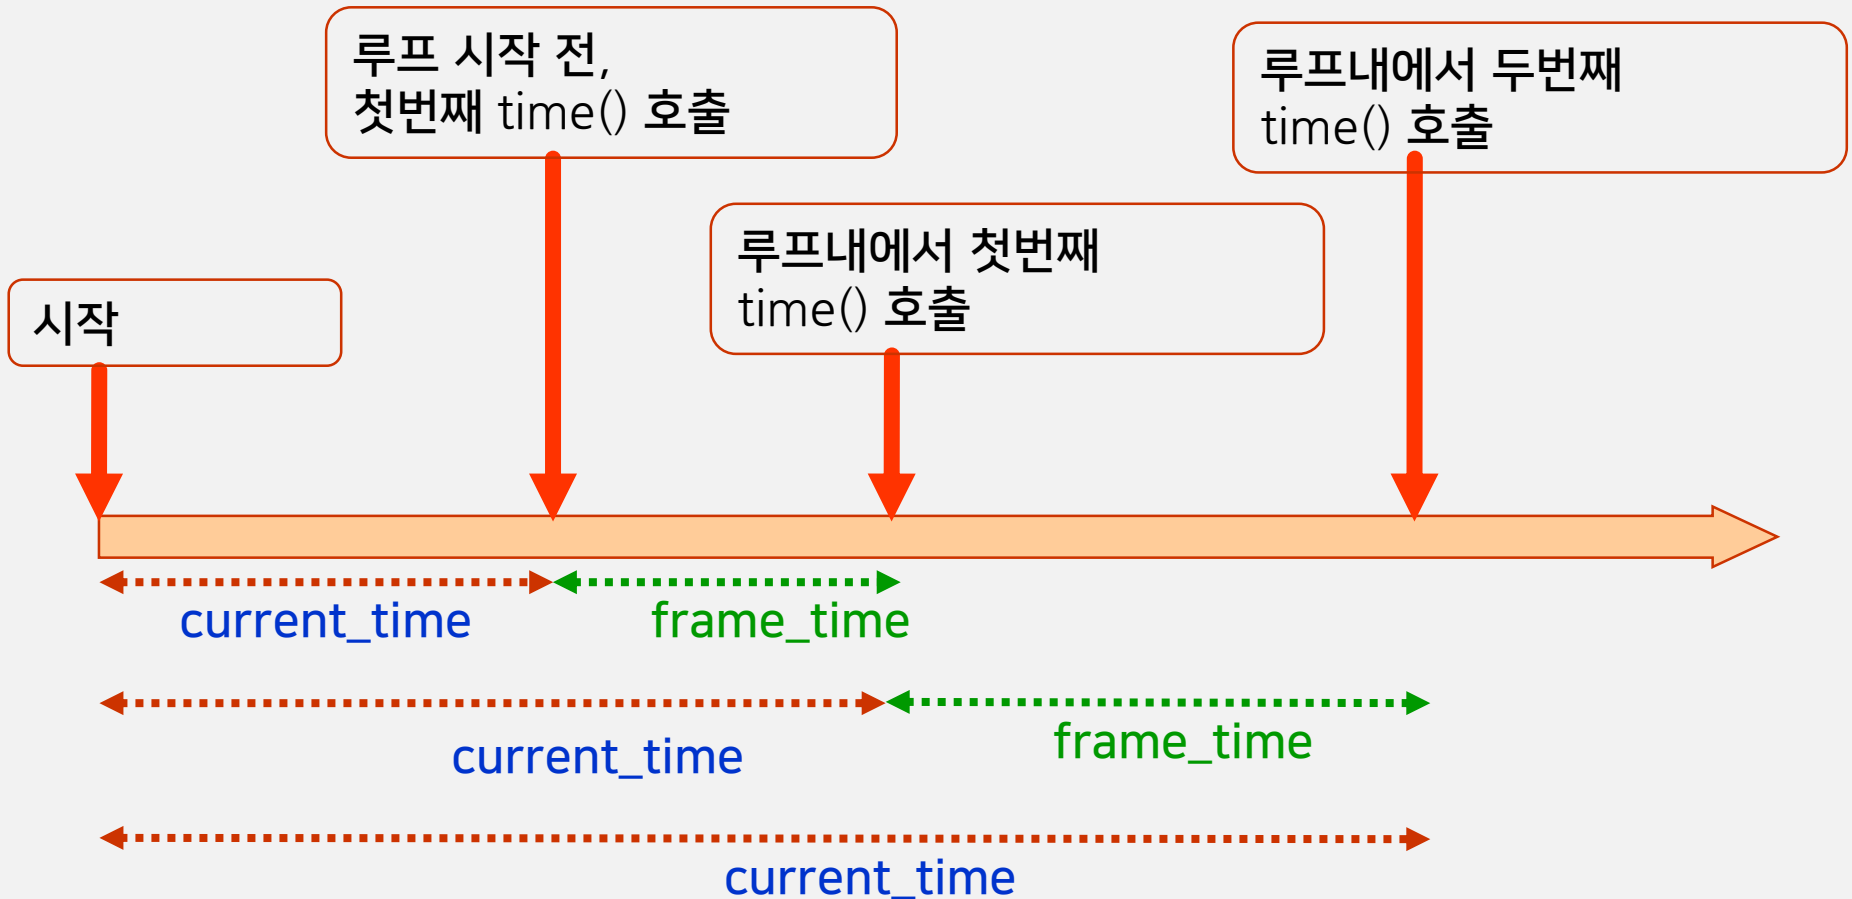 루프 시작 전,
첫번째 time() 호출
루프내에서 두번째
time() 호출
루프내에서 첫번째
time() 호출
시작
current_time
frame_time
current_time
frame_time
current_time